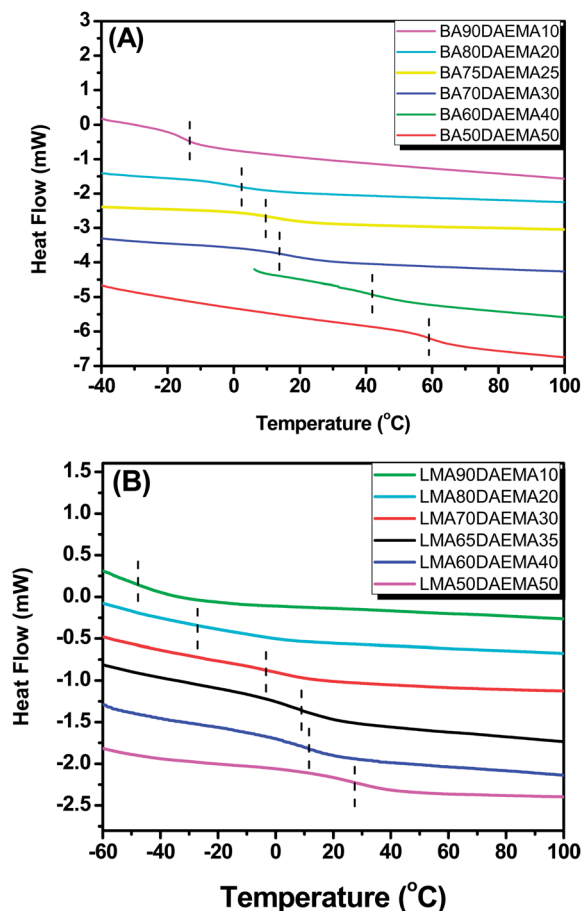 (A)
BA90DAEMA10
BA80DAEMA20
BA75DAEMA25
BA70DAEMA30
BA60DAEMA40
BA50DAEMA50
3
2
1
0
-1
-2
-3
-4
-5
-6
-7
Heat Flow (mW)
-40 -20 0 20 40 60 80 100
Temperature (°C)
(B)
LMA90DAEMA10
LMA80DAEMA20
LMA70DAEMA30
LMA65DAEMA35
LMA60DAEMA40
LMA50DAEMA50
1.5
1.0
0.5
0.0
-0.5
-1.0
-1.5
-2.0
-2.5
Heat Flow (mW)
-60 -40 -20 0 20 40 60 80 100
Temperature (°C)